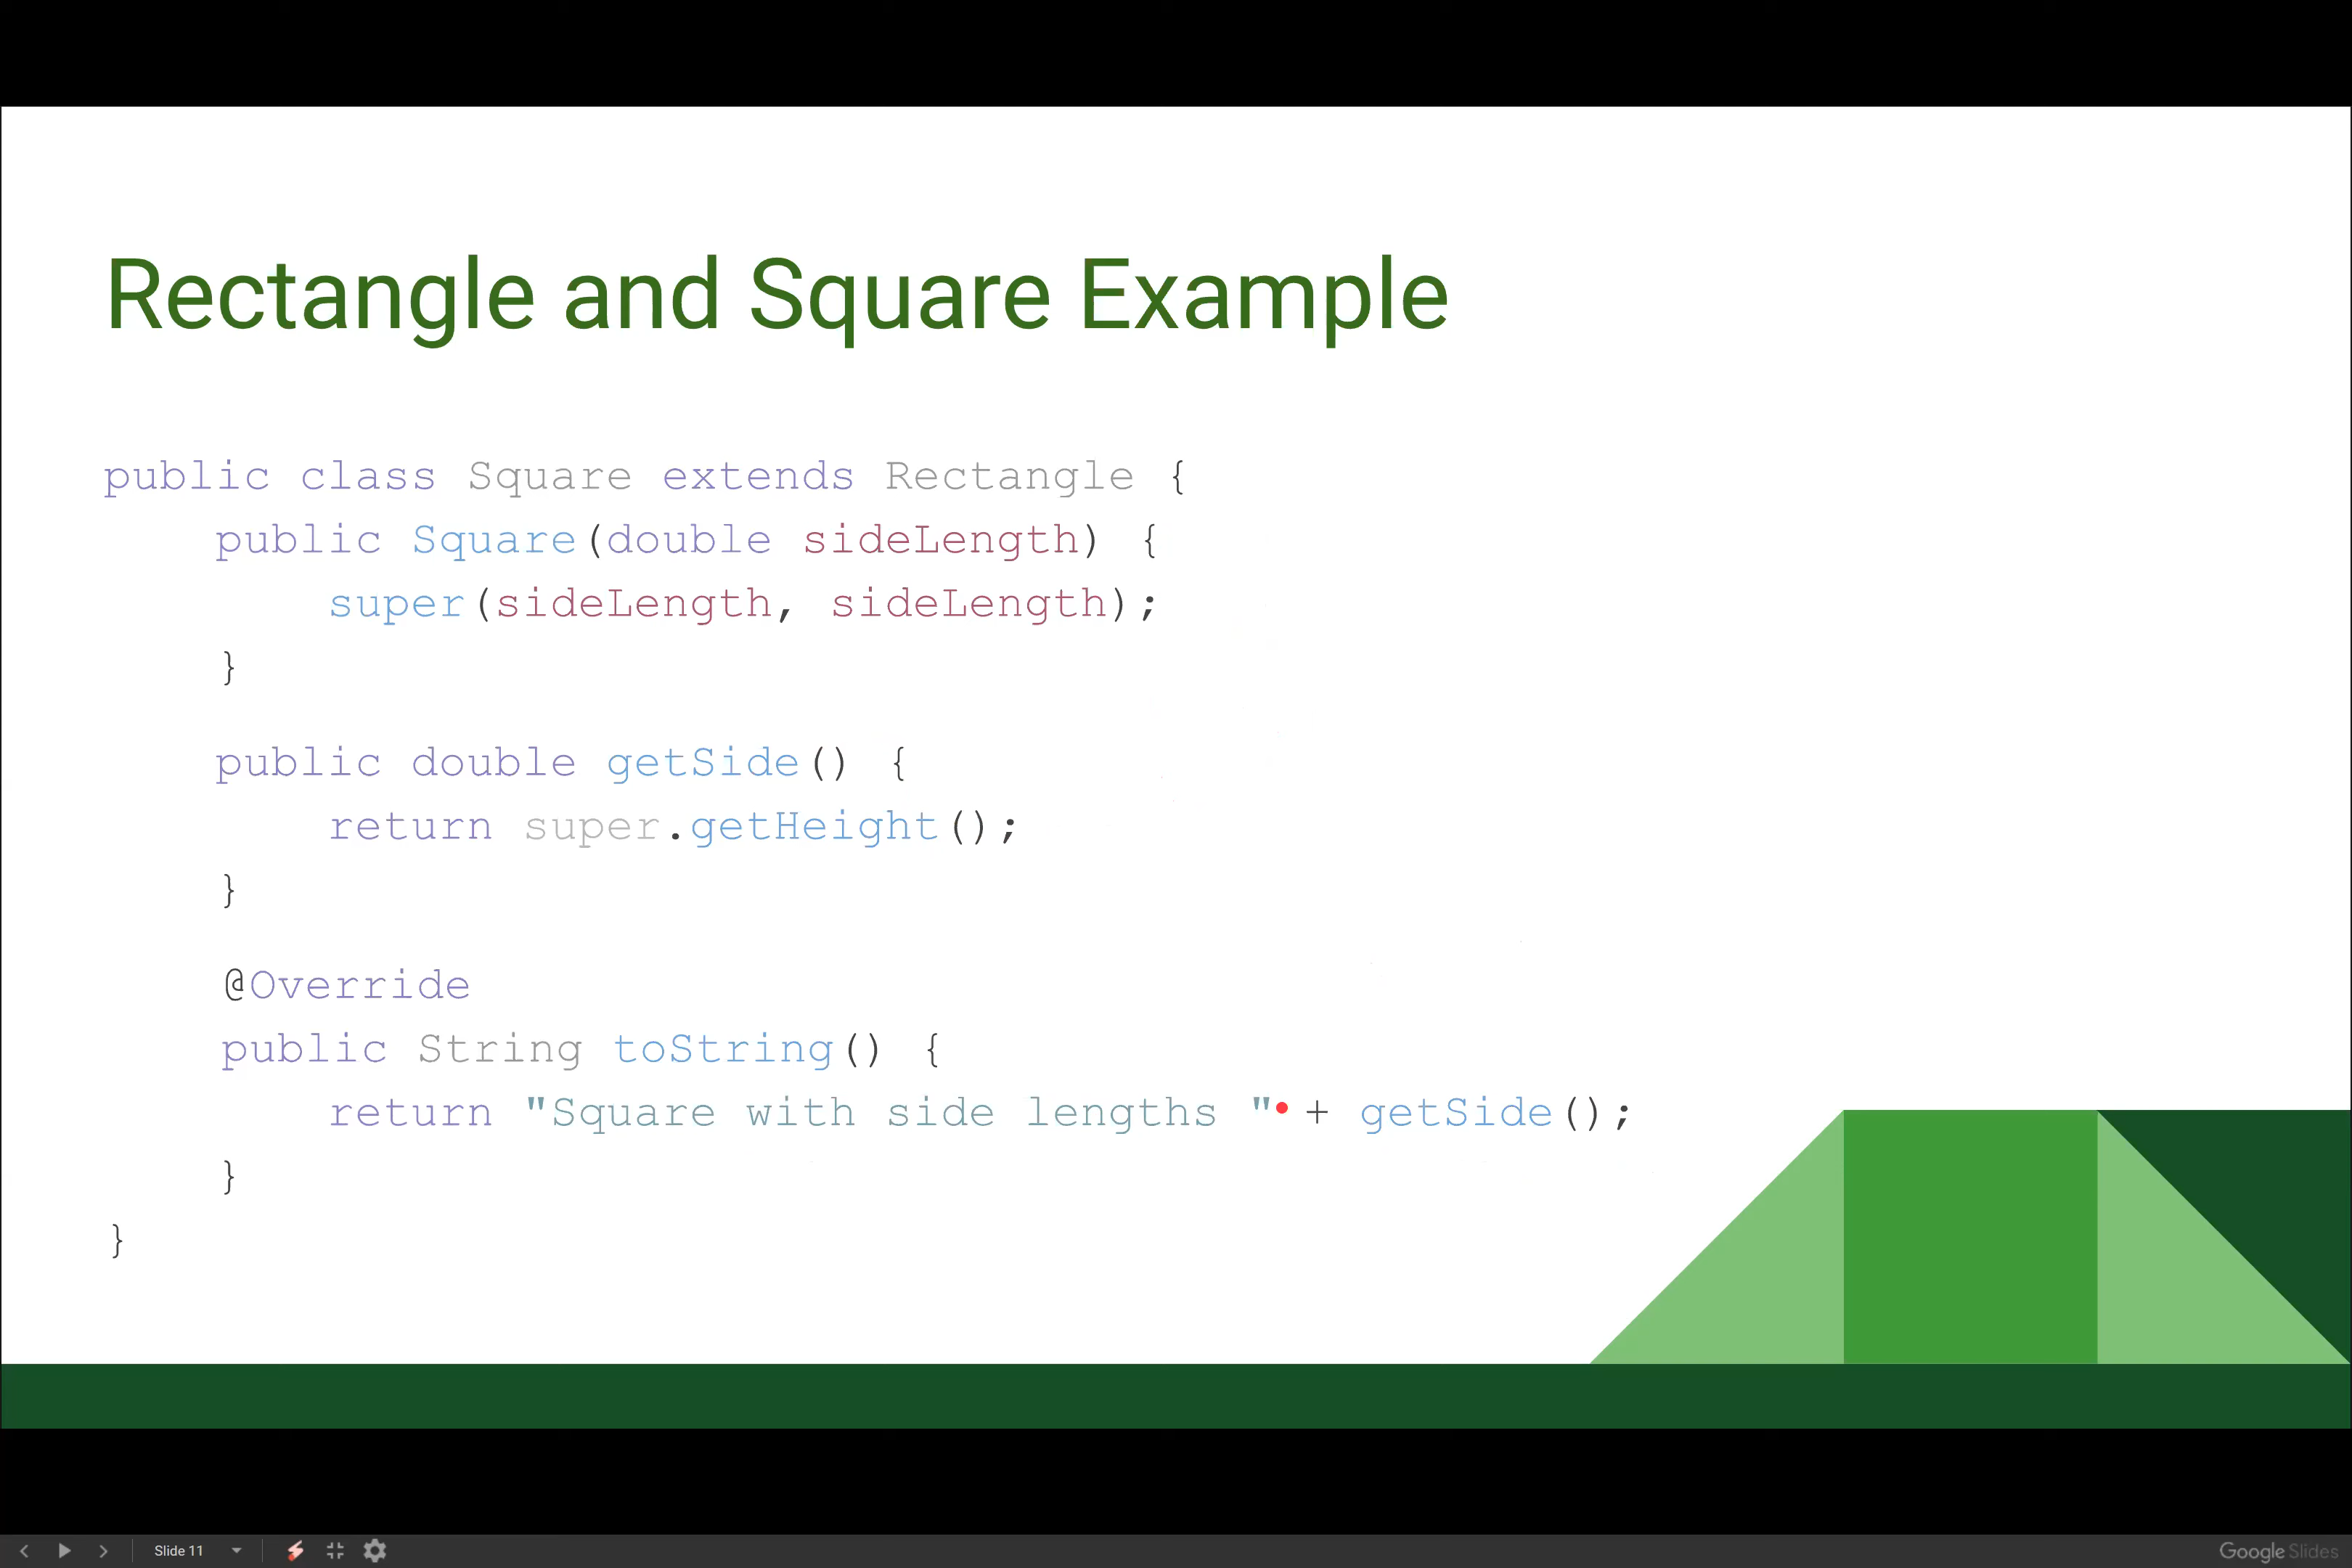 Rectangle and Square Example
public class Square extends Rectangle {
public Square(double sideLength) {
super(sideLength, sideLength);
}
public double getSide() {
return super.getHeight();
}
@Override
public String toString() {
return "Square with side lengths " + getSide();
}
}
Slide 11
Google Slides